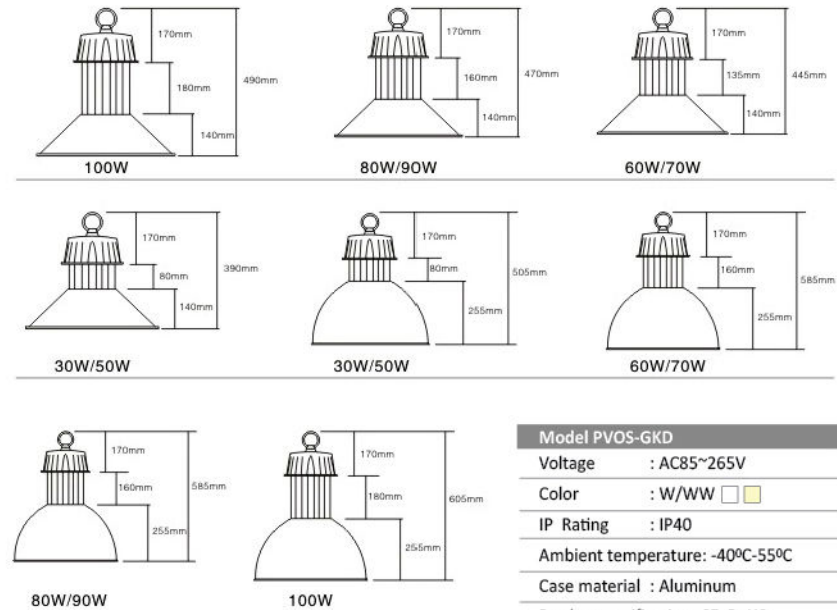 170mm
180mm
140mm
490mm
100W
170mm
160mm
140mm
470mm
80W/90W
170mm
135mm
140mm
445mm
60W/70W
170mm
80mm
140mm
390mm
30W/50W
170mm
80mm
255mm
505mm
30W/50W
170mm
160mm
255mm
585mm
60W/70W
170mm
160mm
255mm
585mm
80W/90W
170mm
180mm
255mm
605mm
100W
Model PVOS-GKD
Voltage : AC85~265V
Color : W/WW
IP Rating : IP40
Ambient temperature: -40ºC-55ºC
Case material : Aluminum